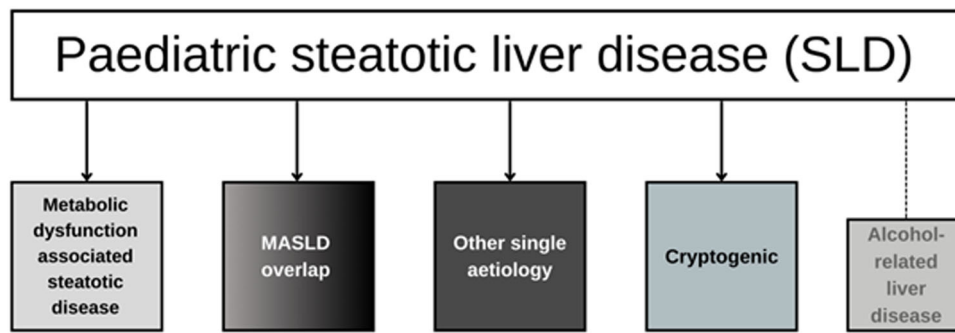 Paediatric steatotic liver disease (SLD)
Metabolic
dysfunction
associated
steatotic
disease
MASLD
overlap
Other single
aetiology
Cryptogenic
Alcohol-
related
liver
disease